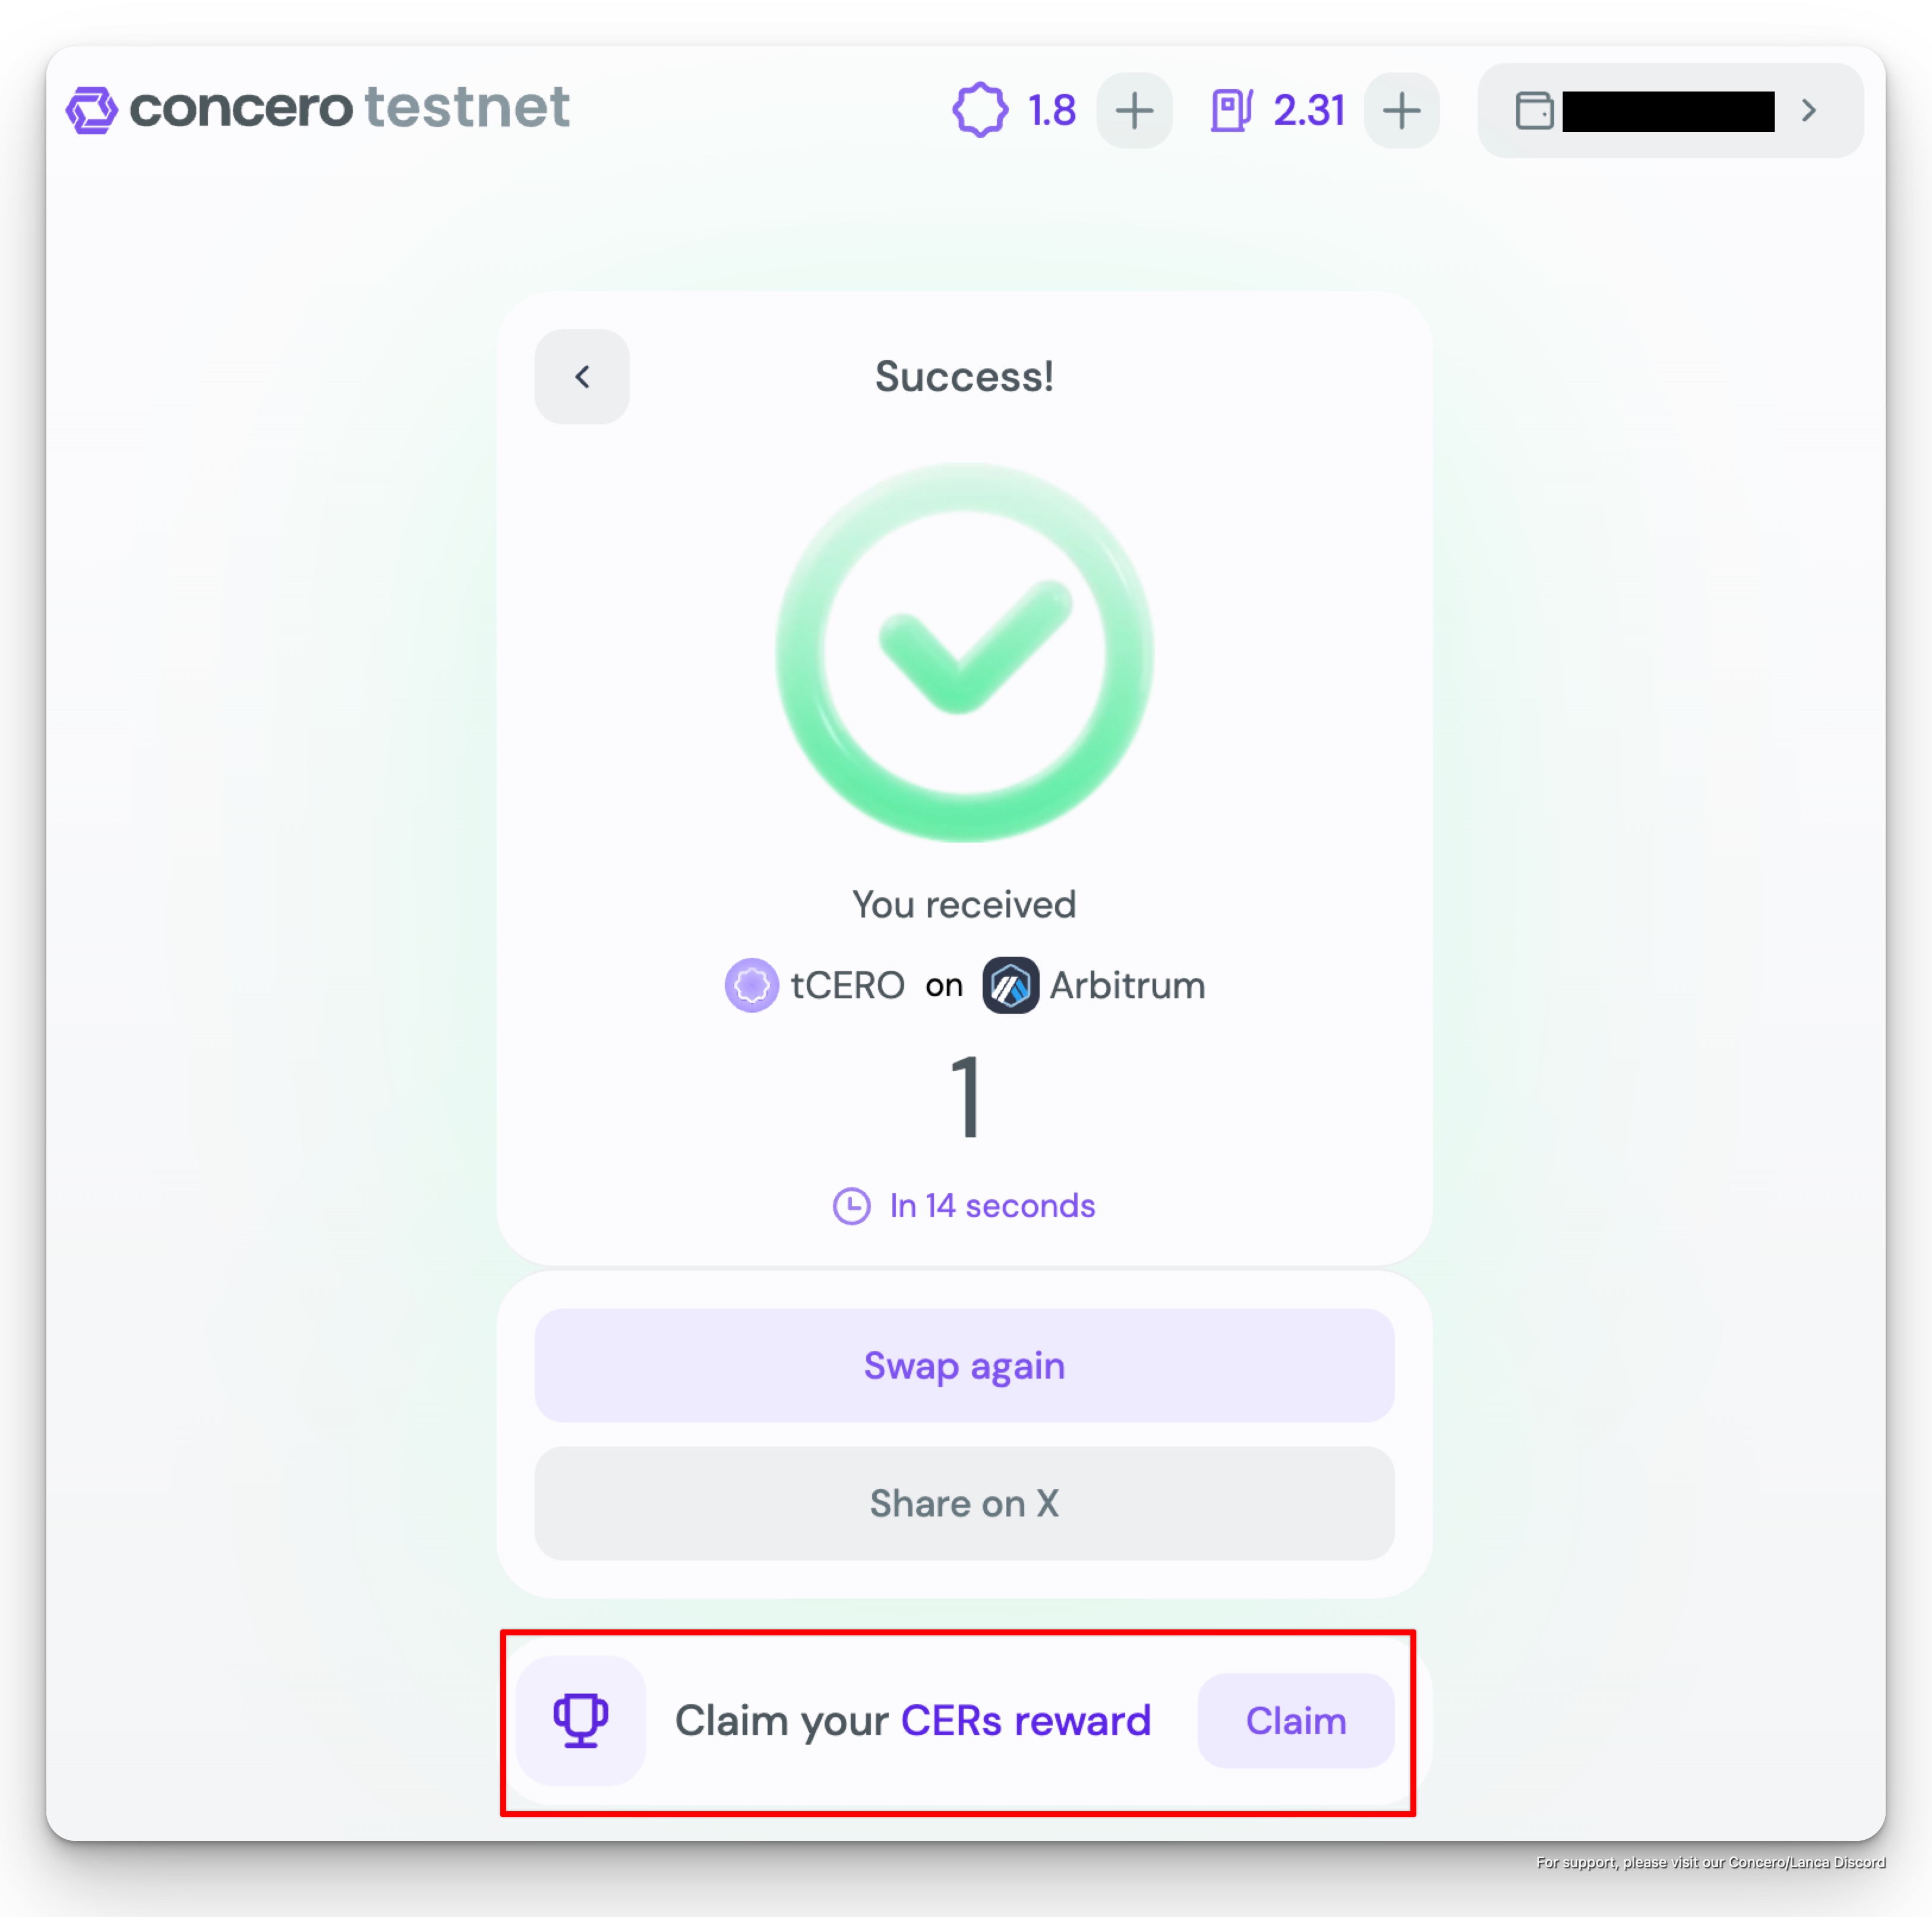 concero testnet
1.8
2.31
Success!
You received
tCERO on Arbitrum
1
In 14 seconds
Swap again
Share on X
Claim your CERs reward
Claim
For support, please visit our Concero/Lanca Discord